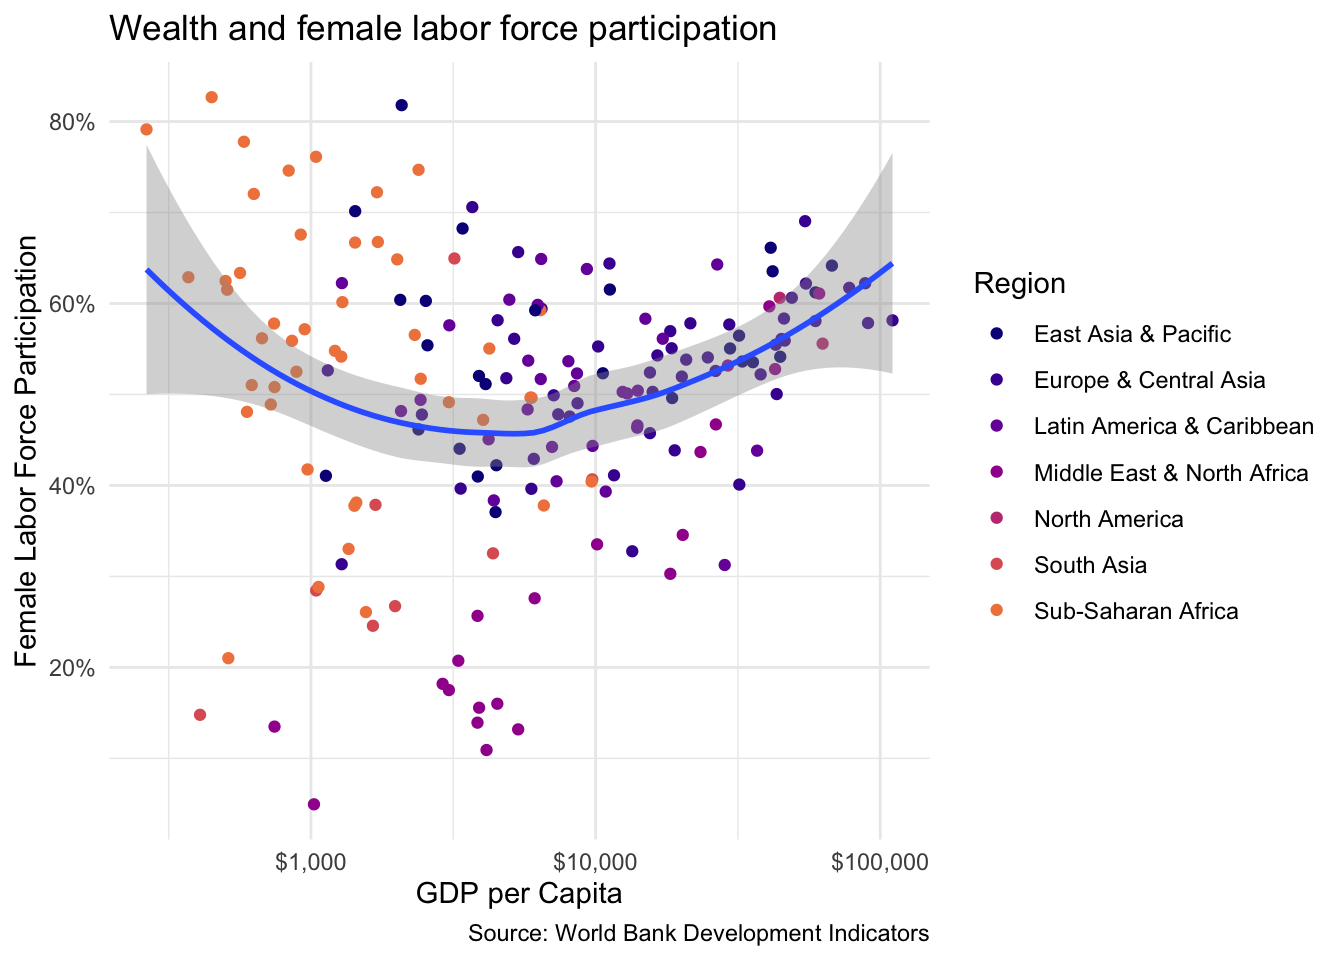 Wealth and female labor force participation
80%
60%
40%
20%
Female Labor Force Participation
$1,000
$10,000
$100,000
GDP per Capita
Source: World Bank Development Indicators
Region
East Asia & Pacific
Europe & Central Asia
Latin America & Caribbean
Middle East & North Africa
North America
South Asia
Sub-Saharan Africa